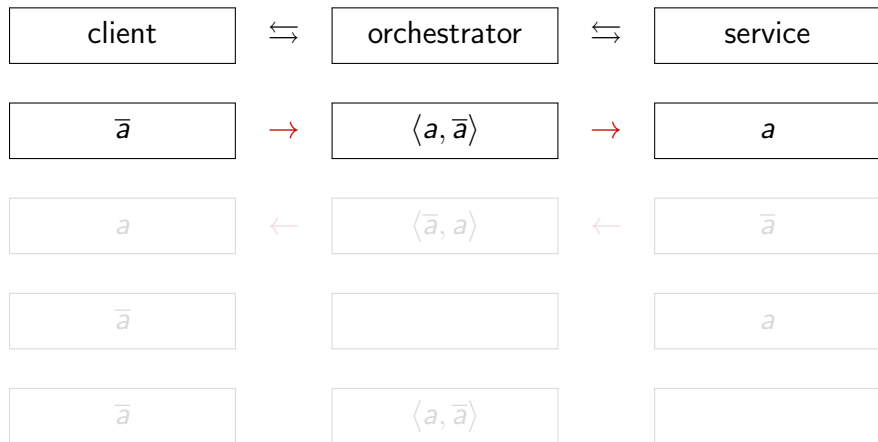 client ⇆ orchestrator ⇆ service
a̅ → ⟨a, a̅⟩ → a
a ← ⟨a̅, a⟩ ← a̅
a̅ a
a̅ ⟨a, a̅⟩